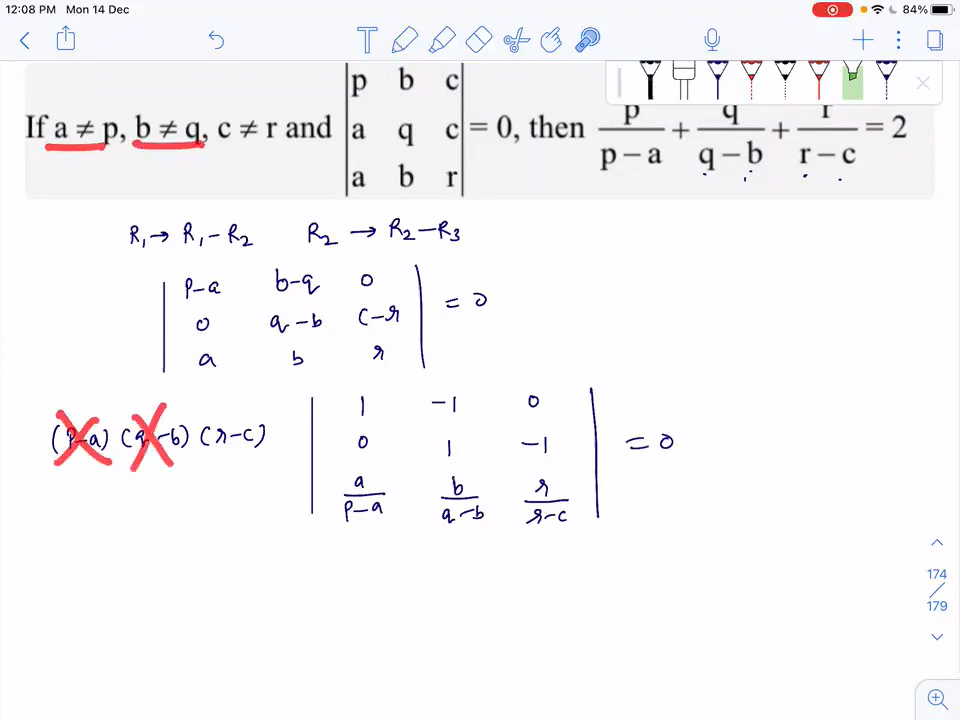 12:08 PM Mon 14 Dec 84%
T
If a ≠ p, b ≠ q, c ≠ r and | p b c | = 0, then p/(p − a) + q/(q − b) + r/(r − c) = 2
| a q c |
| a b r |
R₁ → R₁ − R₂ R₂ → R₂ − R₃
| p−a b−q 0 |
| 0 q−b c−r | = 0
| a b r |
(p−a) (q−b) (r−c) | 1 −1 0 |
| 0 1 −1 | = 0
| a/(p−a) b/(q−b) r/(r−c) |
174
/
179